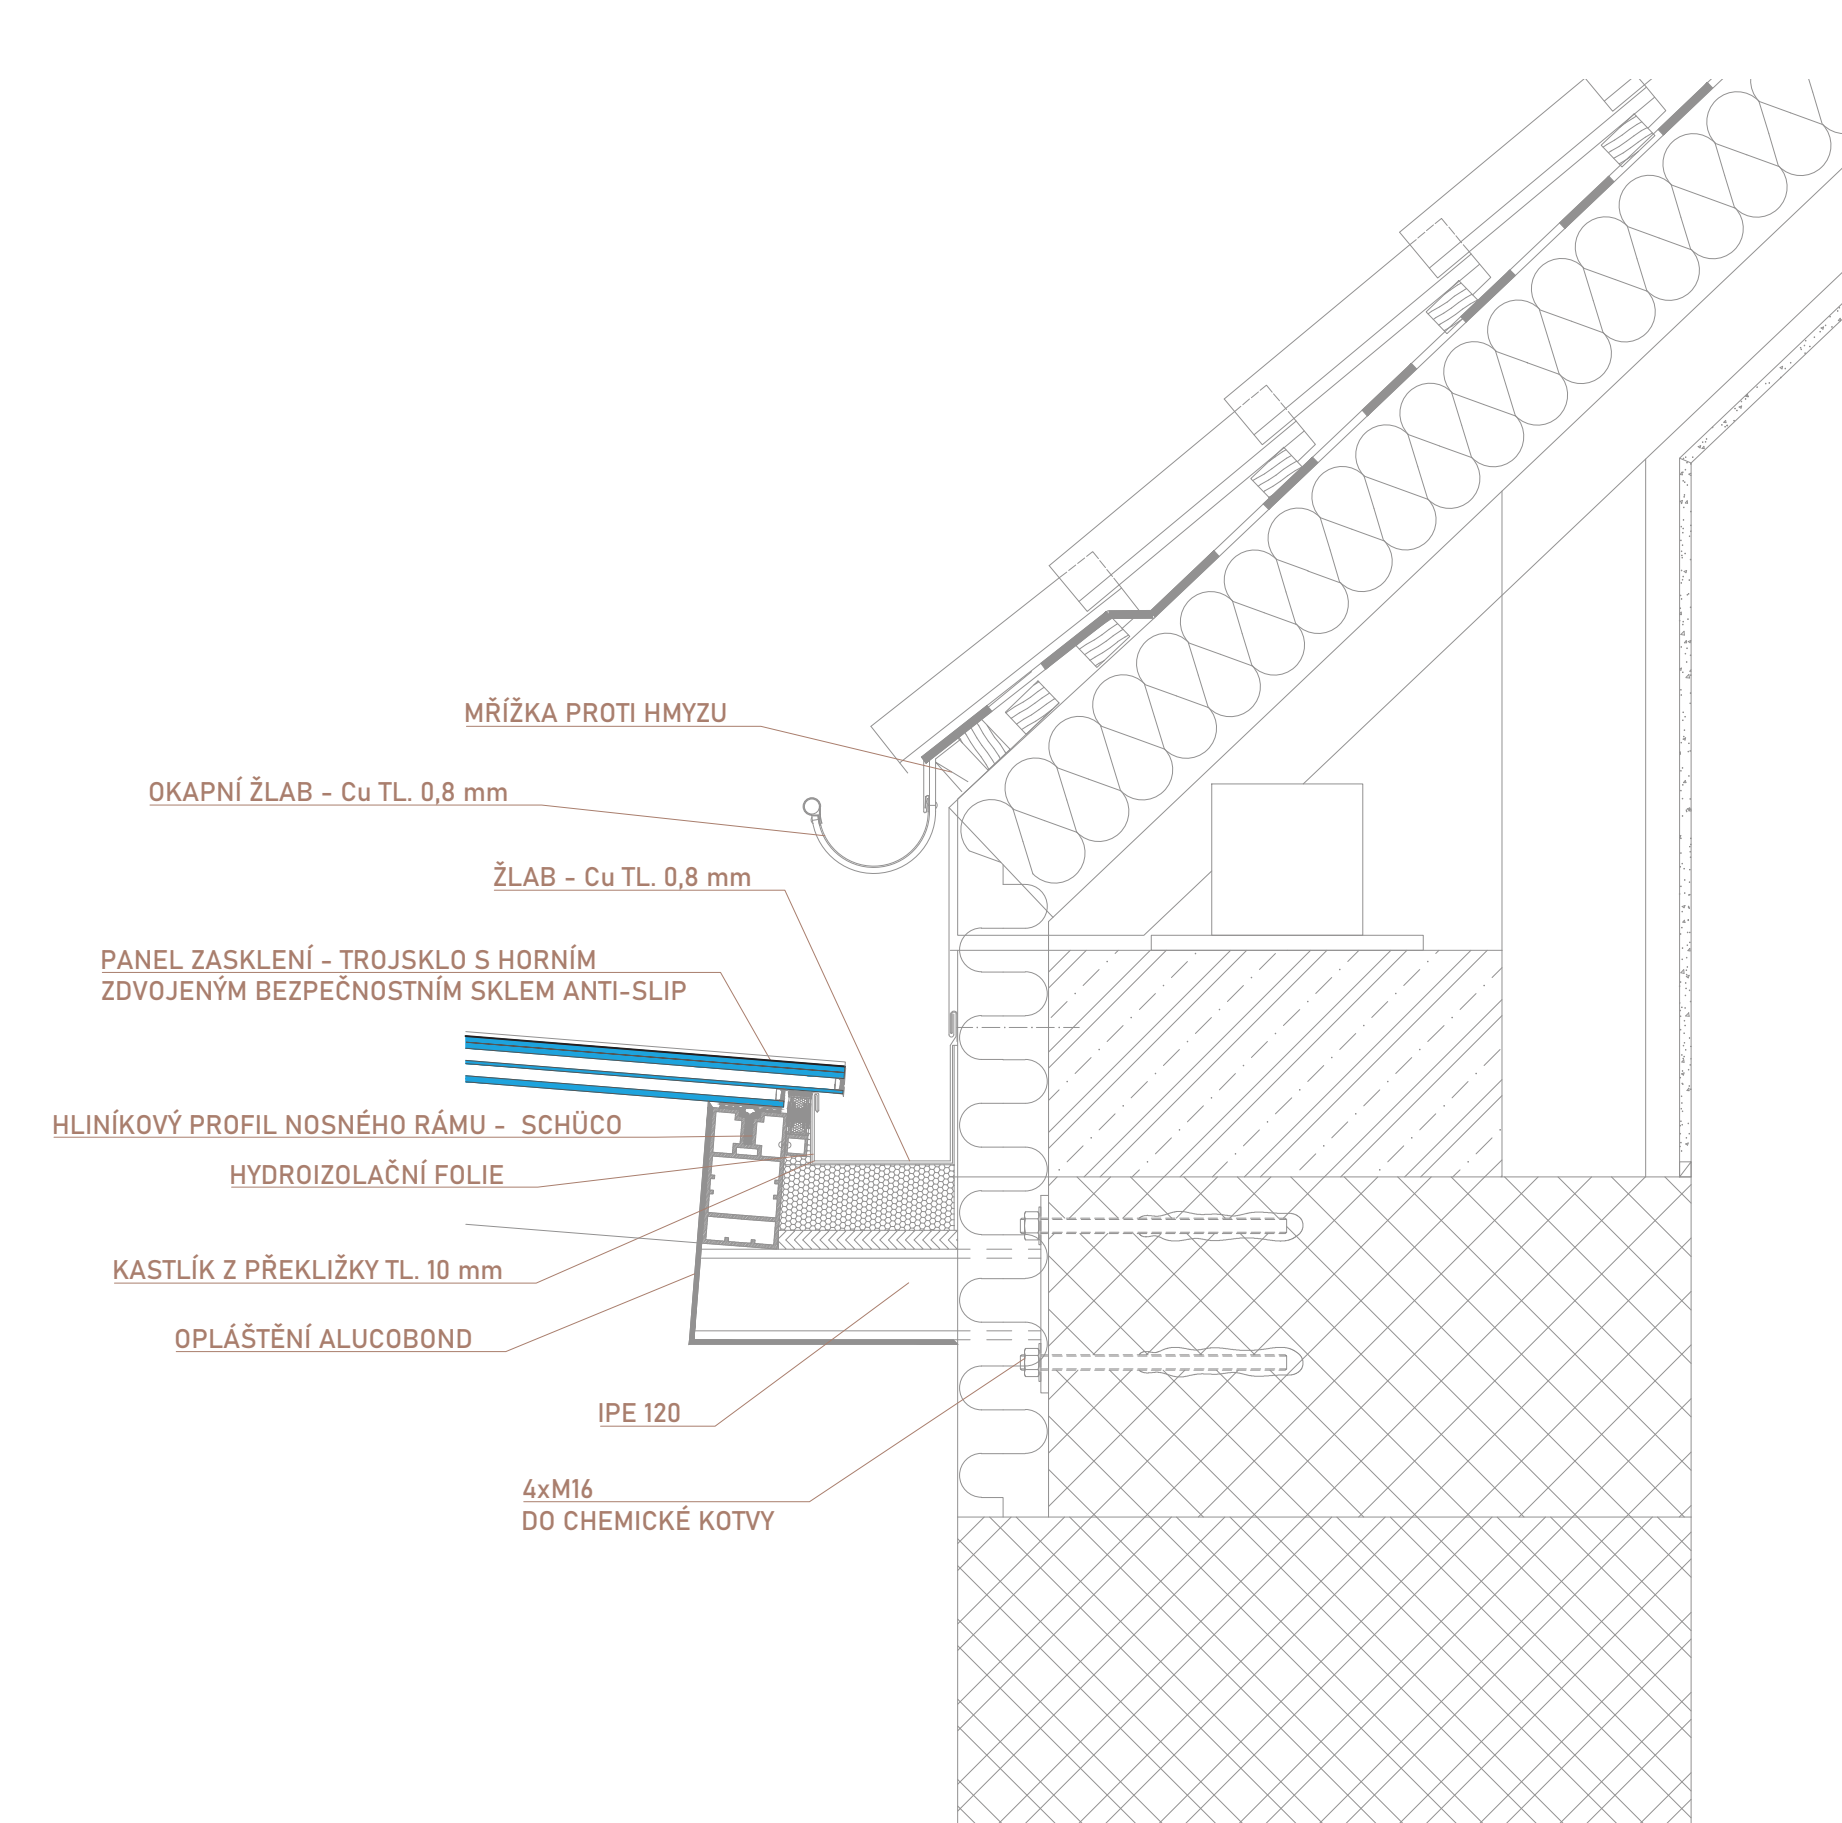 MŘÍŽKA PROTI HMYZU
OKAPNÍ ŽLAB - Cu TL. 0,8 mm
ŽLAB - Cu TL. 0,8 mm
PANEL ZASKLENÍ - TROJSKLO S HORNÍM
ZDVOJENÝM BEZPEČNOSTNÍM SKLEM ANTI-SLIP
HLINÍKOVÝ PROFIL NOSNÉHO RÁMU - SCHÜCO
HYDROIZOLAČNÍ FOLIE
KASTLÍK Z PŘEKLIŽKY TL. 10 mm
OPLÁŠTĚNÍ ALUCOBOND
IPE 120
4xM16
DO CHEMICKÉ KOTVY